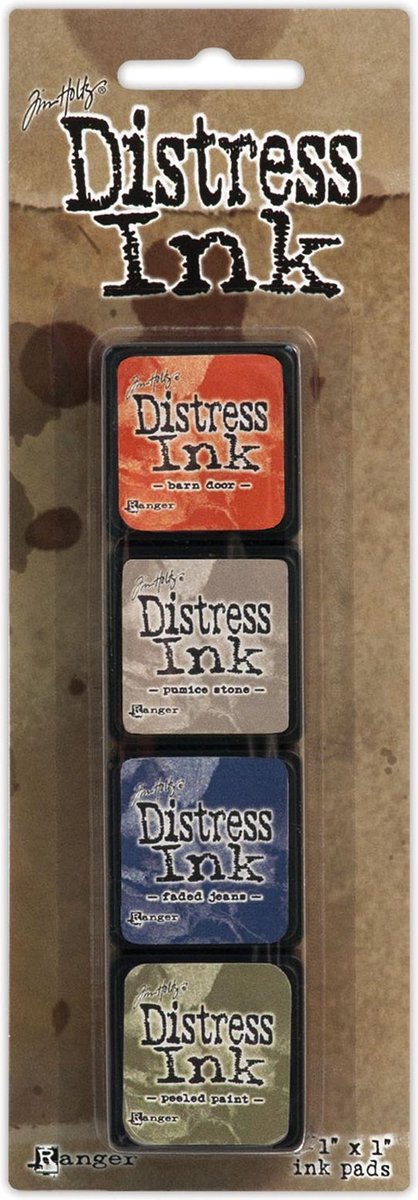 Tim Holtz®
Distress
Ink
Tim Holtz®
Distress
Ink
– barn door –
Ranger
Tim Holtz®
Distress
Ink
– pumice stone –
Ranger
Tim Holtz®
Distress
Ink
– faded jeans –
Ranger
Tim Holtz®
Distress
Ink
– peeled paint –
Ranger
Ranger
1" x 1"
ink pads